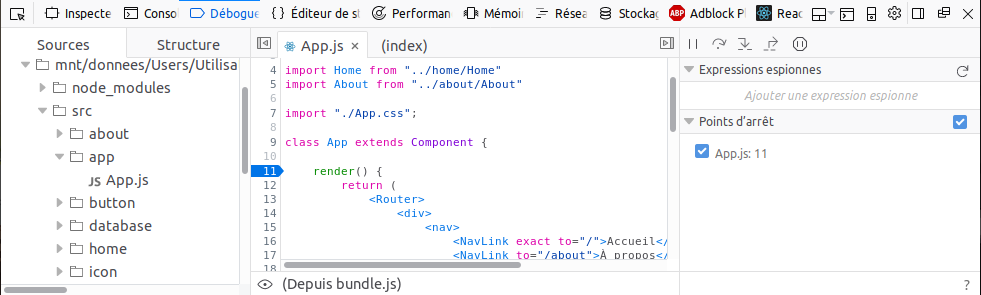 Inspecte Conso Débogue {} Éditeur de st Performan Mémoi Résea Stockag ABP Adblock Pl Reac
Sources Structure
mnt/donnees/Users/Utilisa
node_modules
src
about
app
JS App.js
button
database
home
icon
App.js × (index)
4 import Home from "../home/Home"
5 import About from "../about/About"
6
7 import "./App.css";
8
9 class App extends Component {
10
11 render() {
12 return (
13 <Router>
14 <div>
15 <nav>
16 <NavLink exact to="/">Accueil</
17 <NavLink to="/about">À propos</
18
(Depuis bundle.js)
Expressions espionnes
Ajouter une expression espionne
Points d’arrêt
App.js: 11
?